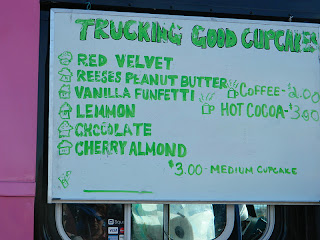 TRUCKING GOOD CUPCAKES
RED VELVET
REESES PEANUT BUTTER
VANILLA FUNFETTI
LEMMON
CHOCOLATE
CHERRY ALMOND
COFFEE - 2.00
HOT COCOA - $3.00
$3.00 - MEDIUM CUPCAKE